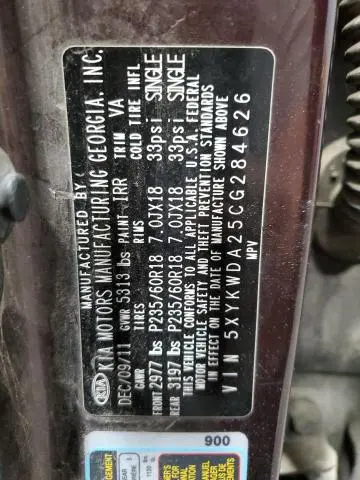 MANUFACTURED BY
KIA KIA MOTORS MANUFACTURING GEORGIA, INC.
DEC/09/11 GVWR 5313 lbs PAINT IRR TRIM VA
TIRES RIMS COLD TIRE INFL
FRONT 2977 lbs P235/60R18 7.0JX18 33psi SINGLE
REAR 3197 lbs P235/60R18 7.0JX18 33psi SINGLE
THIS VEHICLE CONFORMS TO ALL APPLICABLE U.S.A. FEDERAL
MOTOR VEHICLE SAFETY AND THEFT PREVENTION STANDARDS
IN EFFECT ON THE DATE OF MANUFACTURE SHOWN ABOVE
VIN 5XYKWDA25CG284626
MPV
900